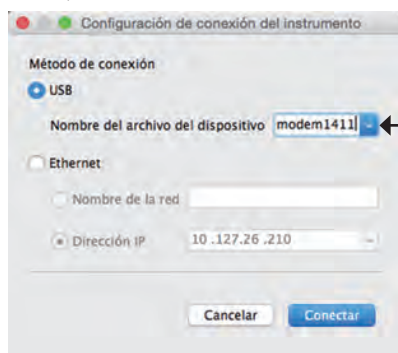 Configuración de conexión del instrumento
Método de conexión
USB
Nombre del archivo del dispositivo modem1411
Ethernet
Nombre de la red
Dirección IP 10 .127.26 .210
Cancelar Conectar